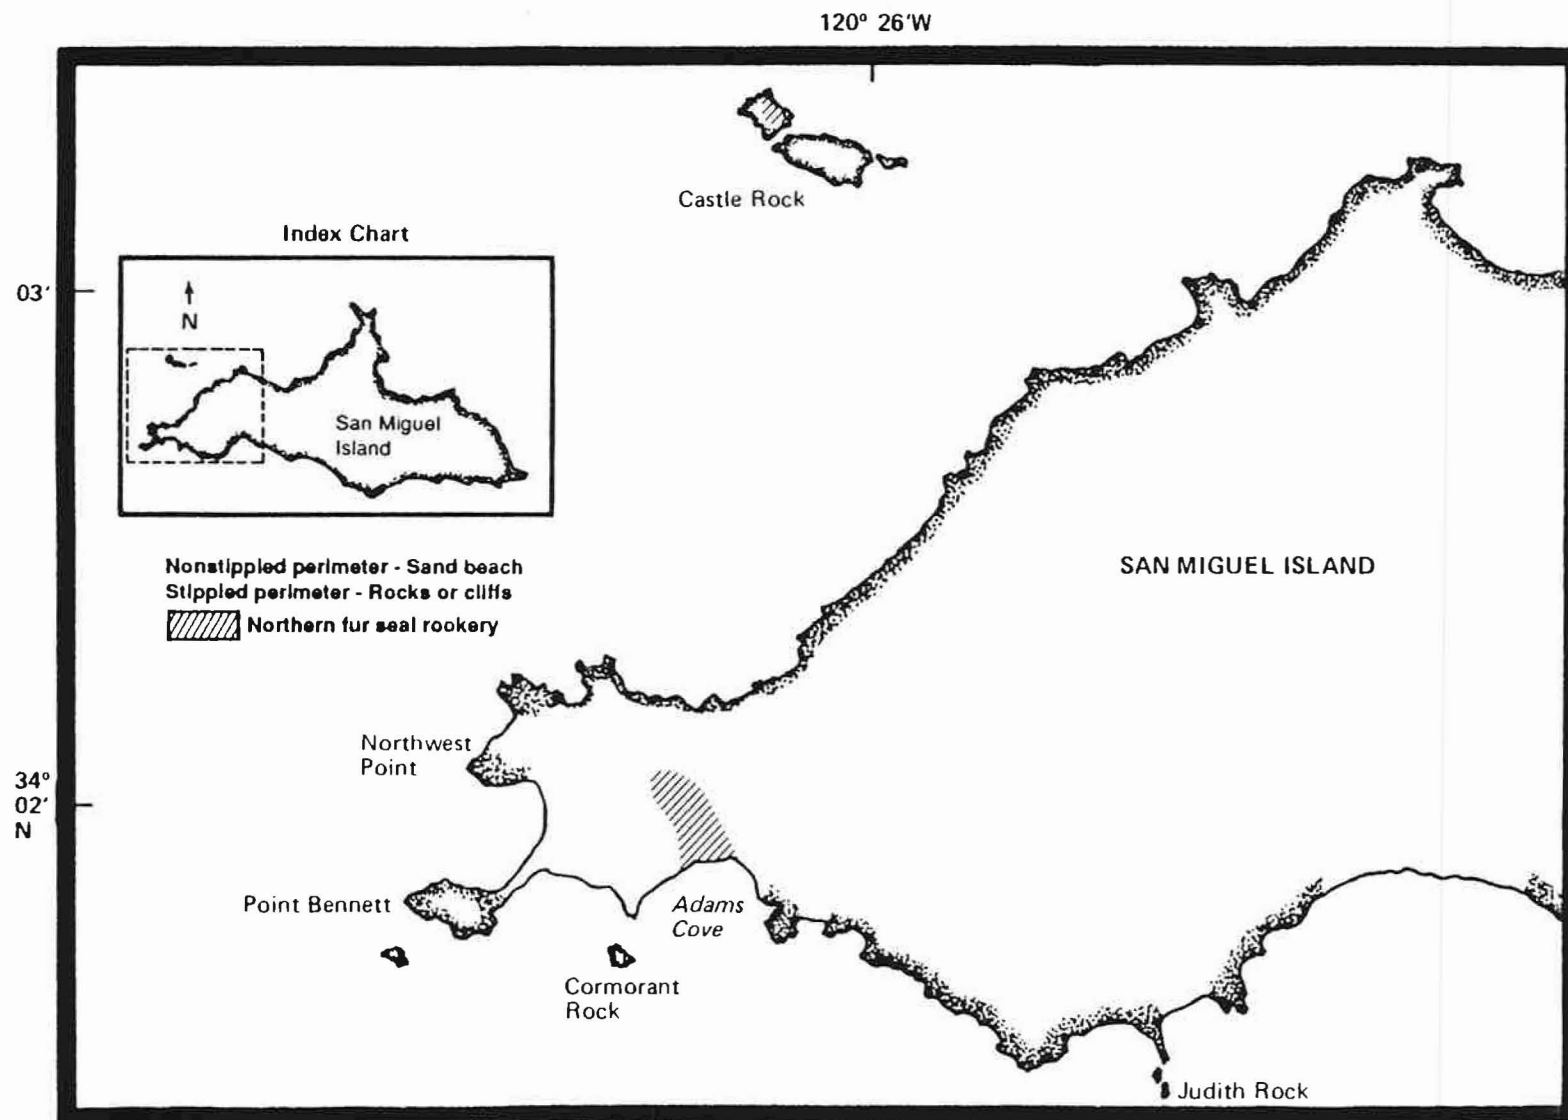 120° 26'W
Castle Rock
Index Chart
03'
N
San Miguel
Island
Nonstippled perimeter - Sand beach
Stippled perimeter - Rocks or cliffs
Northern fur seal rookery
SAN MIGUEL ISLAND
Northwest
Point
34°
02'
N
Point Bennett
Adams
Cove
Cormorant
Rock
Judith Rock